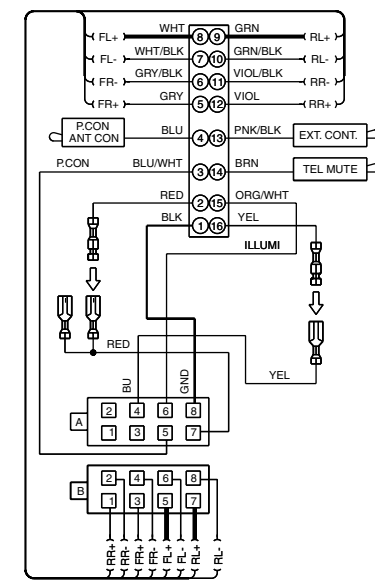 FL+ WHT 8 9 GRN RL+
FL- WHT/BLK 7 10 GRN/BLK RL-
FR- GRY/BLK 6 11 VIOL/BLK RR-
FR+ GRY 5 12 VIOL RR+
P.CON
ANT CON
BLU 4 13 PNK/BLK EXT. CONT.
P.CON BLU/WHT 3 14 BRN TEL MUTE
RED 2 15 ORG/WHT
BLK 1 16 YEL
ILLUMI
RED
BU
GND
YEL
A
2 4 6 8
1 3 5 7
B
2 4 6 8
1 3 5 7
RR+
RR-
FR+
FR-
FL+
FL-
RL+
RL-